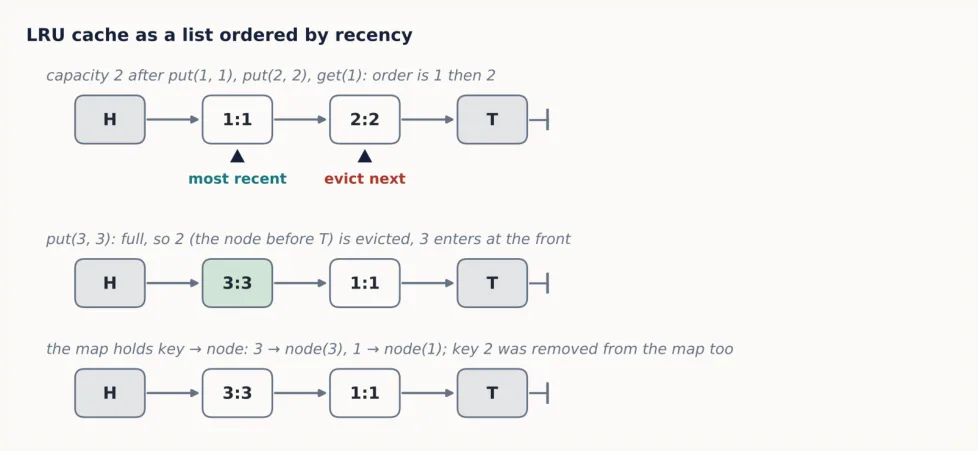 LRU cache as a list ordered by recency
capacity 2 after put(1, 1), put(2, 2), get(1): order is 1 then 2
H 1:1 2:2 T
most recent evict next
put(3, 3): full, so 2 (the node before T) is evicted, 3 enters at the front
H 3:3 1:1 T
the map holds key → node: 3 → node(3), 1 → node(1); key 2 was removed from the map too
H 3:3 1:1 T